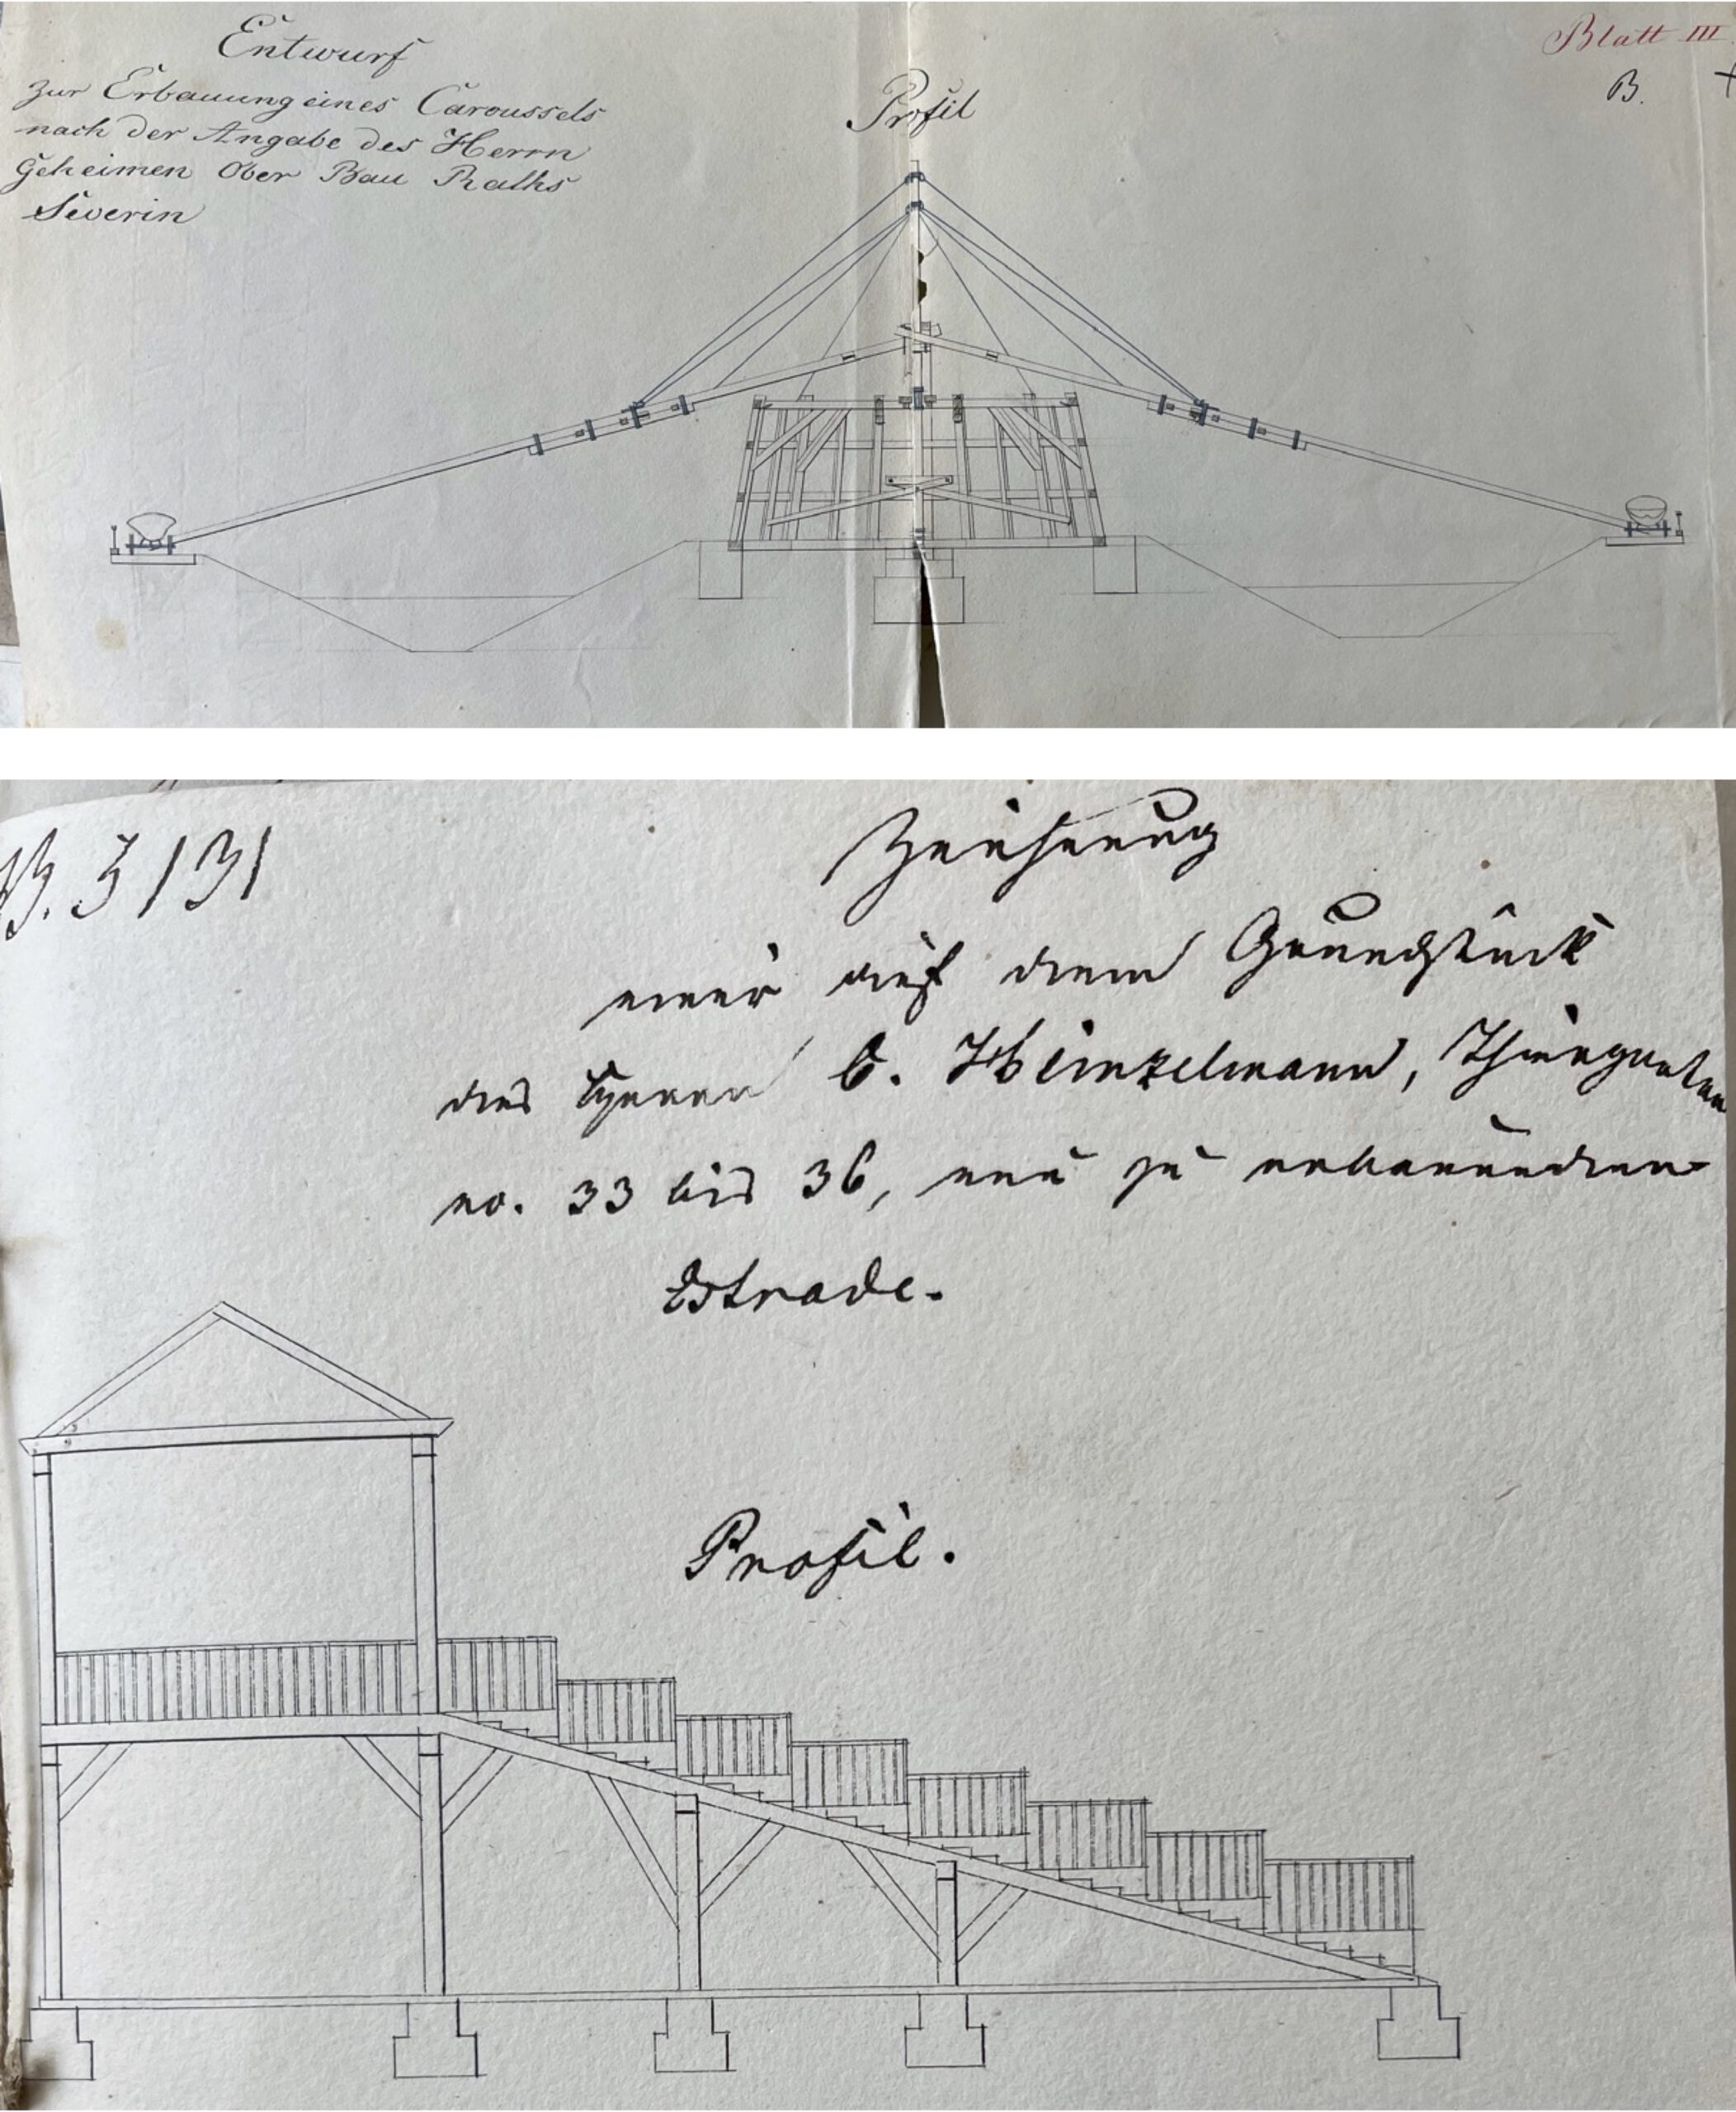 Entwurf
zur Erbauung eines Caroussels
nach der Angabe des Herrn
Geheimen Ober Bau Raths
Severin
Profil
Blatt III
B.
B. 3131
Zeichnung
einer auf dem Grundstück
des Herrn C. Heinzelmann, Thiergarten
no. 33 bis 36, neu zu erbauenden
Estrade.
Profil.